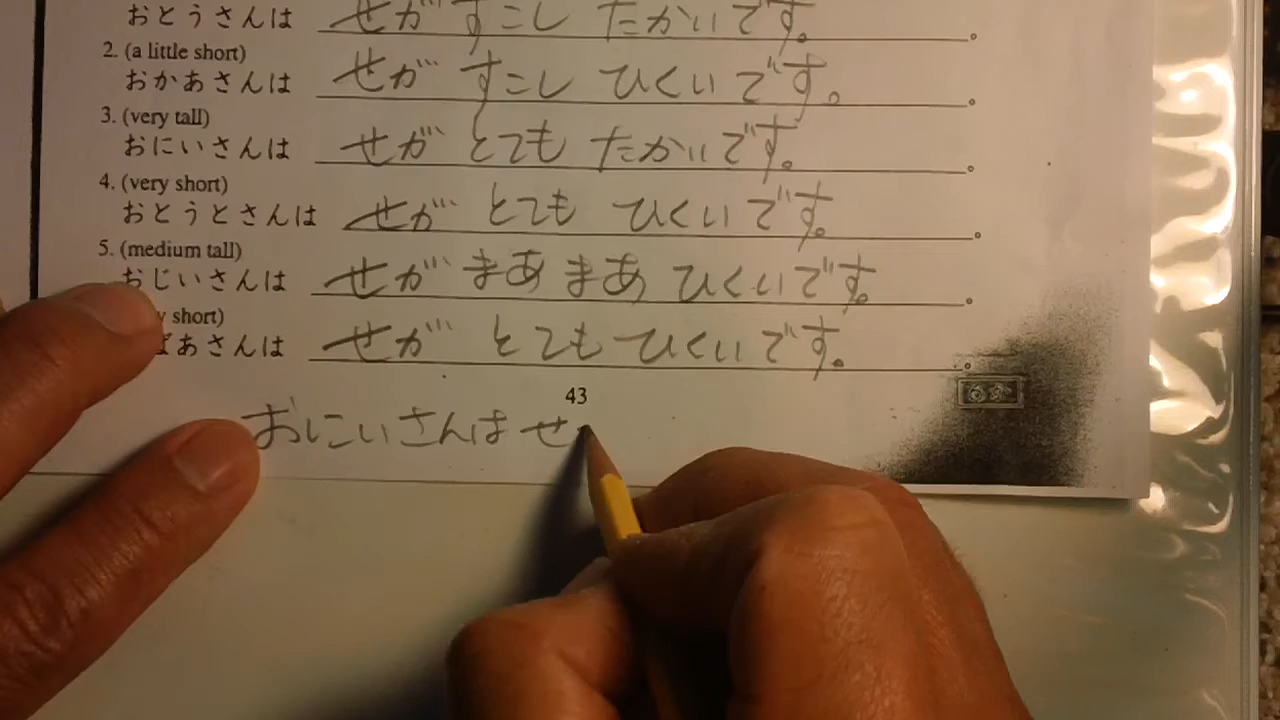 おとうさんは せが すこし たかいです。
2. (a little short)
おかあさんは せが すこし ひくいです。
3. (very tall)
おにいさんは せが とても たかいです。
4. (very short)
おとうとさんは せが とても ひくいです。
5. (medium tall)
おじいさんは せが まあ まあ ひくいです。
short)
ばあさんは せが とても ひくいです。
43
おにいさんは せ